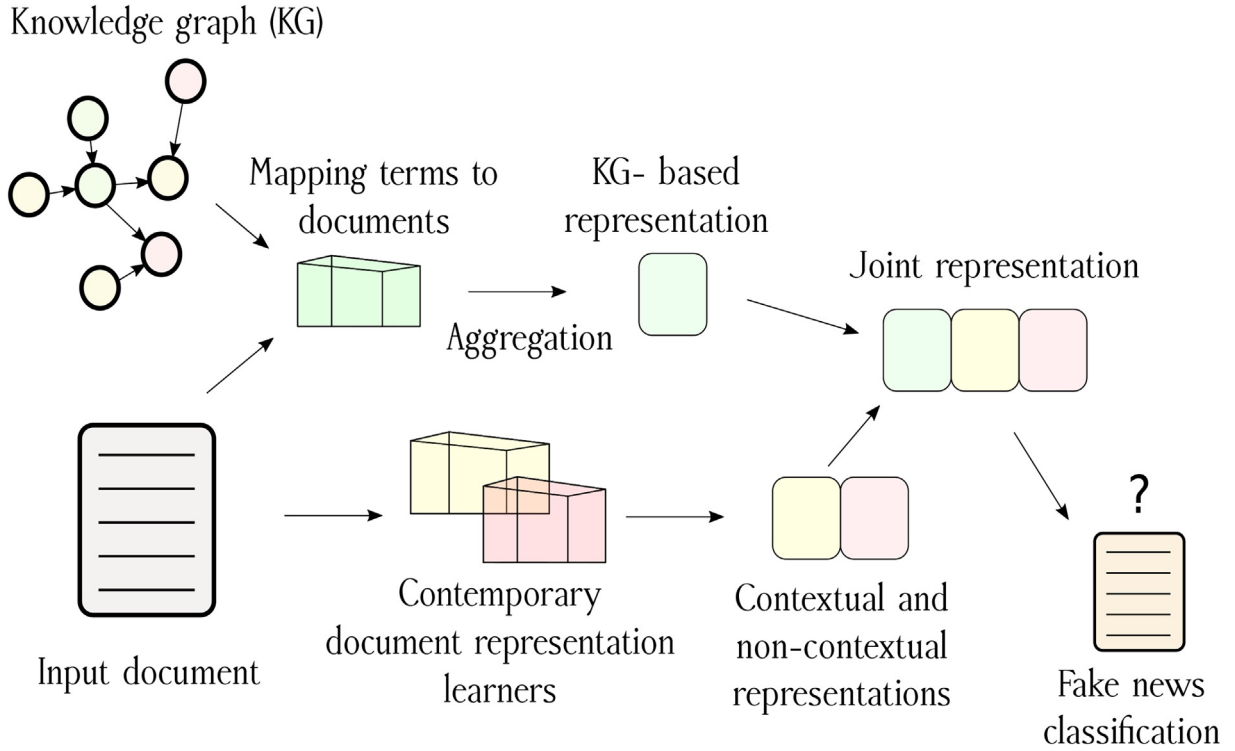 Knowledge graph (KG)
Mapping terms to
documents
KG- based
representation
Aggregation
Joint representation
Input document
Contemporary
document representation
learners
Contextual and
non-contextual
representations
?
Fake news
classification